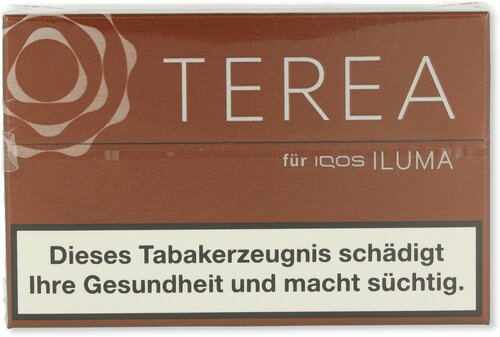 TEREA
für IQOS ILUMA
Dieses Tabakerzeugnis schädigt
Ihre Gesundheit und macht süchtig.